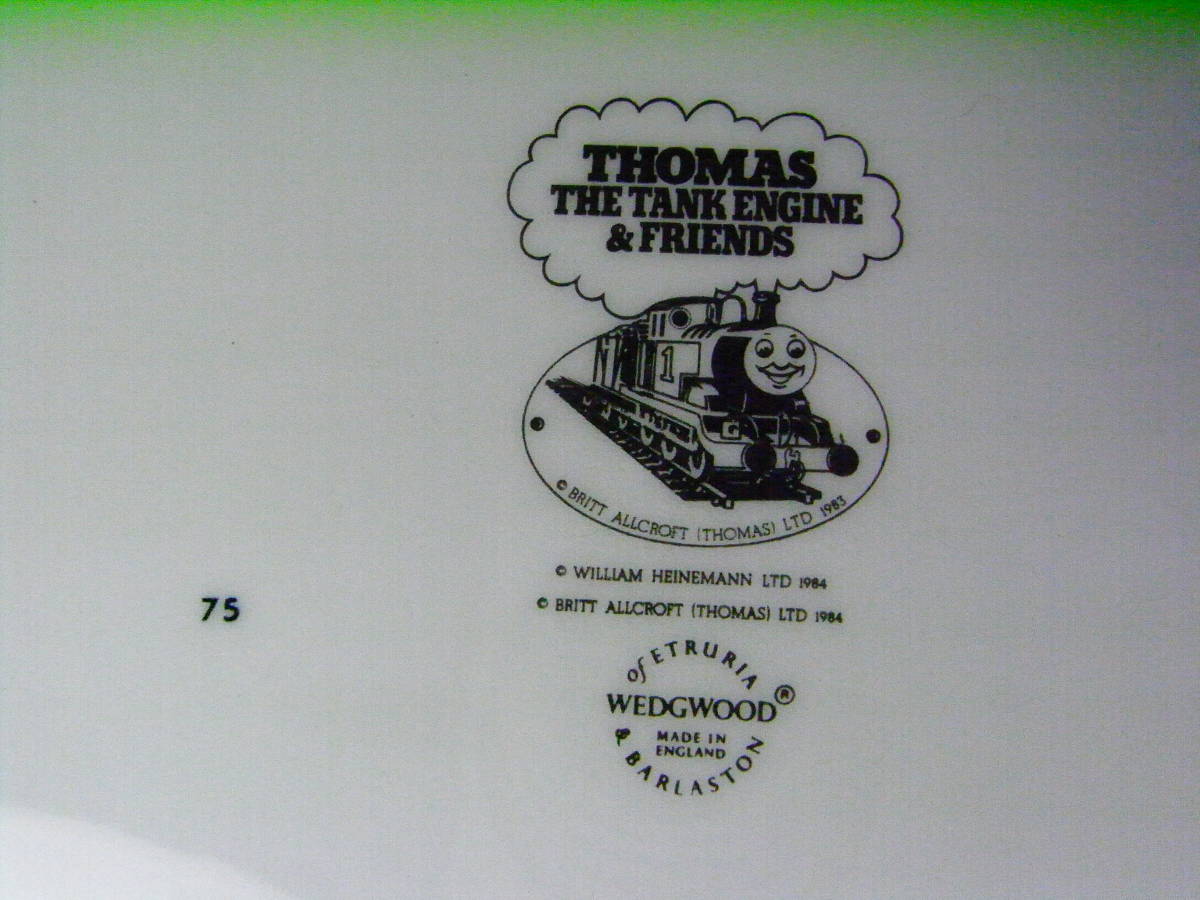 THOMAS
THE TANK ENGINE
& FRIENDS
1
© BRITT ALLCROFT (THOMAS) LTD 1983
© WILLIAM HEINEMANN LTD 1984
© BRITT ALLCROFT (THOMAS) LTD 1984
75
of ETRURIA
WEDGWOOD®
MADE IN
ENGLAND
& BARLASTON